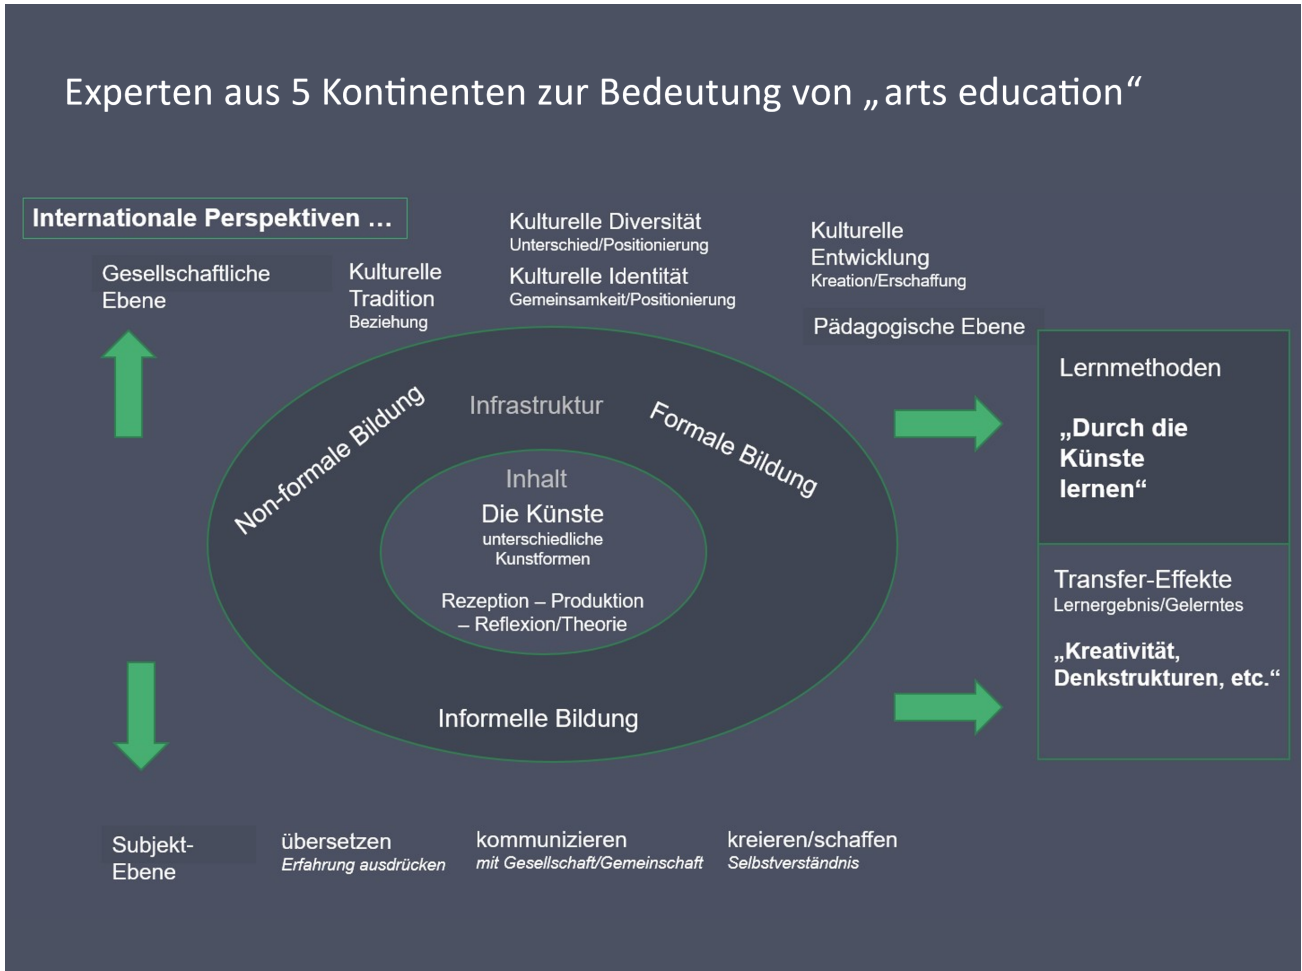 Experten aus 5 Kontinenten zur Bedeutung von „arts education“
Internationale Perspektiven ...
Gesellschaftliche
Ebene
Kulturelle
Tradition
Beziehung
Kulturelle Diversität
Unterschied/Positionierung
Kulturelle Identität
Gemeinsamkeit/Positionierung
Kulturelle
Entwicklung
Kreation/Erschaffung
Pädagogische Ebene
Non-formale Bildung
Infrastruktur
Formale Bildung
Inhalt
Die Künste
unterschiedliche
Kunstformen
Rezeption – Produktion
– Reflexion/Theorie
Informelle Bildung
Lernmethoden
„Durch die
Künste
lernen“
Transfer-Effekte
Lernergebnis/Gelerntes
„Kreativität,
Denkstrukturen, etc.“
Subjekt-
Ebene
übersetzen
Erfahrung ausdrücken
kommunizieren
mit Gesellschaft/Gemeinschaft
kreieren/schaffen
Selbstverständnis